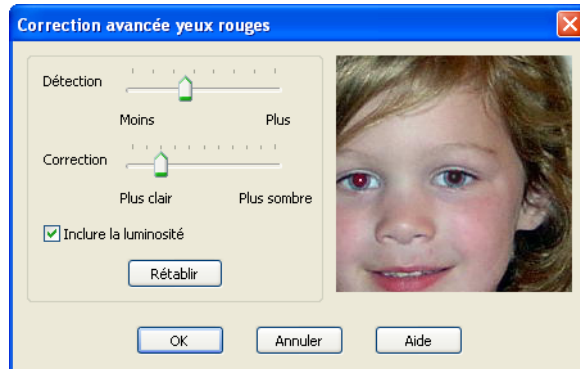 Correction avancée yeux rouges
Détection
Moins Plus
Correction
Plus clair Plus sombre
Inclure la luminosité
Rétablir
OK Annuler Aide